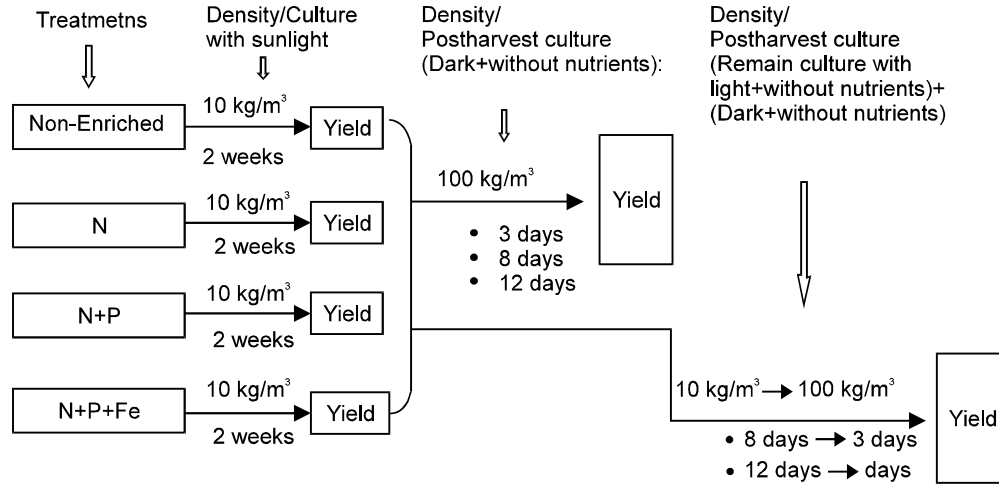 Treatmetns
Density/Culture
with sunlight
Density/
Postharvest culture
(Dark+without nutrients):
Density/
Postharvest culture
(Remain culture with
light+without nutrients)+
(Dark+without nutrients)
Non-Enriched
10 kg/m³
2 weeks
Yield
N
10 kg/m³
2 weeks
Yield
N+P
10 kg/m³
2 weeks
Yield
N+P+Fe
10 kg/m³
2 weeks
Yield
100 kg/m³
• 3 days
• 8 days
• 12 days
Yield
10 kg/m³ → 100 kg/m³
• 8 days → 3 days
• 12 days → days
Yield